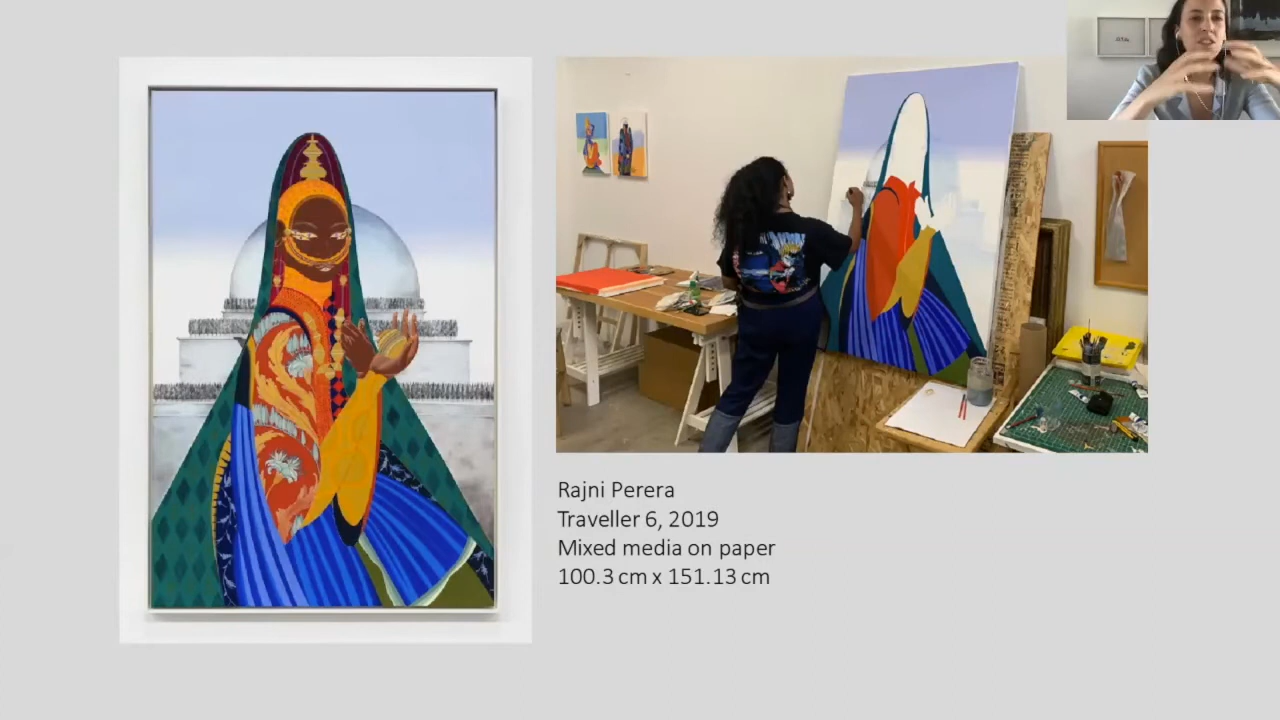 Rajni Perera
Traveller 6, 2019
Mixed media on paper
100.3 cm x 151.13 cm